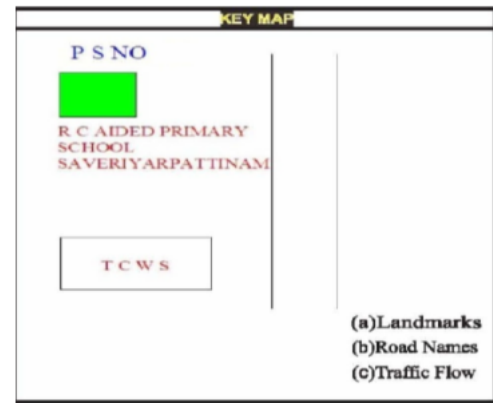 KEY MAP
P S NO
R C AIDED PRIMARY
SCHOOL
SAVERIYARPATTINAM
T C W S
(a)Landmarks
(b)Road Names
(c)Traffic Flow